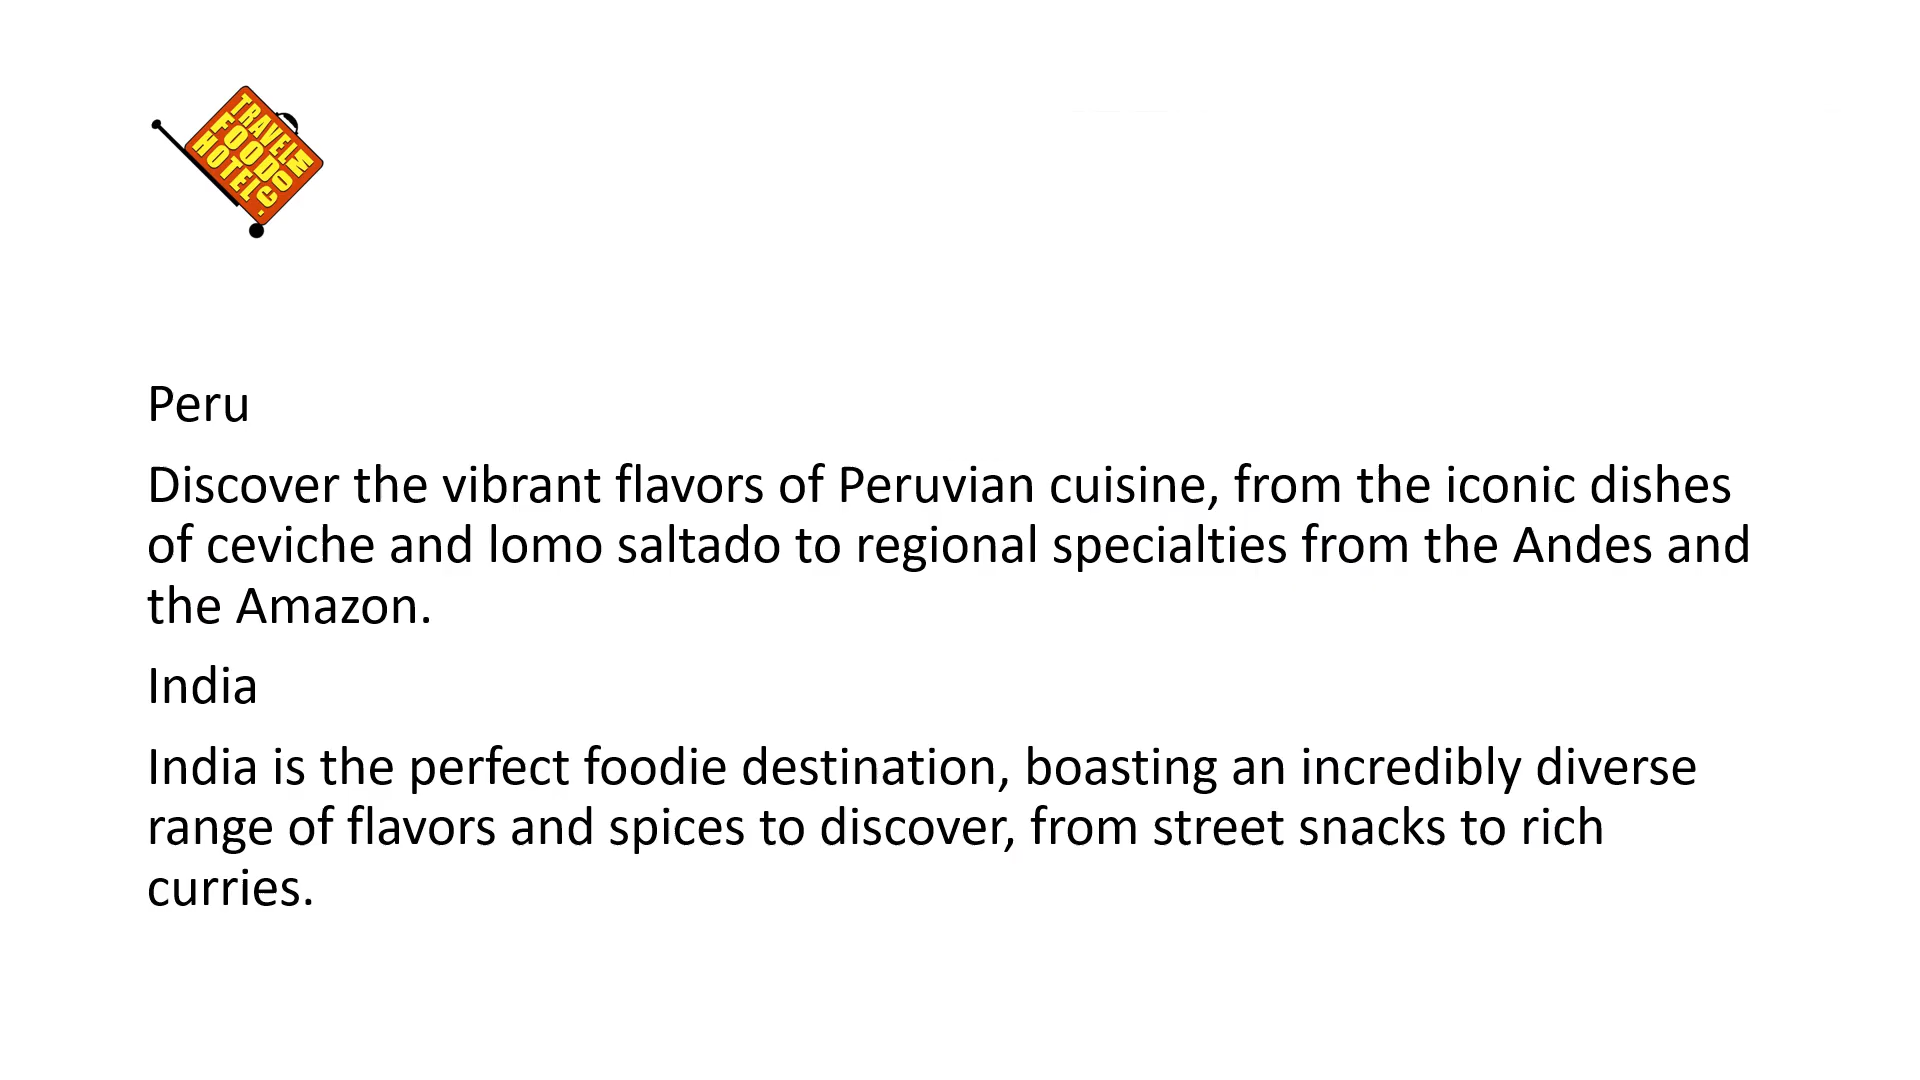 TRAVEL
FOOD
HOTEL
.COM
Peru
Discover the vibrant flavors of Peruvian cuisine, from the iconic dishes
of ceviche and lomo saltado to regional specialties from the Andes and
the Amazon.
India
India is the perfect foodie destination, boasting an incredibly diverse
range of flavors and spices to discover, from street snacks to rich
curries.